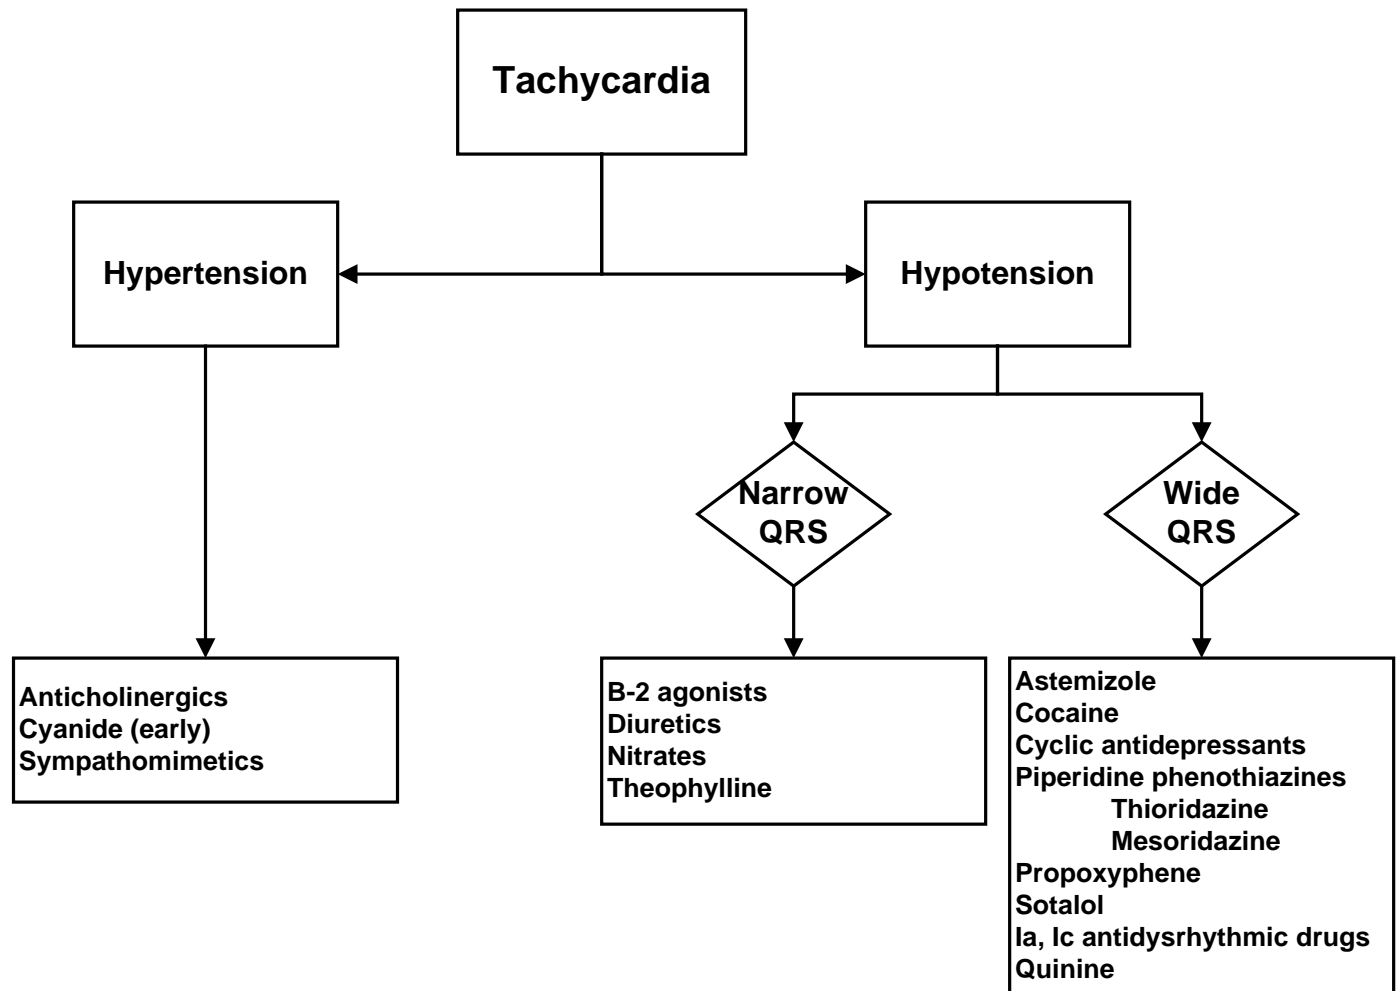 Tachycardia
Hypertension
Hypotension
Narrow
QRS
Wide
QRS
Anticholinergics
Cyanide (early)
Sympathomimetics
B-2 agonists
Diuretics
Nitrates
Theophylline
Astemizole
Cocaine
Cyclic antidepressants
Piperidine phenothiazines
Thioridazine
Mesoridazine
Propoxyphene
Sotalol
Ia, Ic antidysrhythmic drugs
Quinine